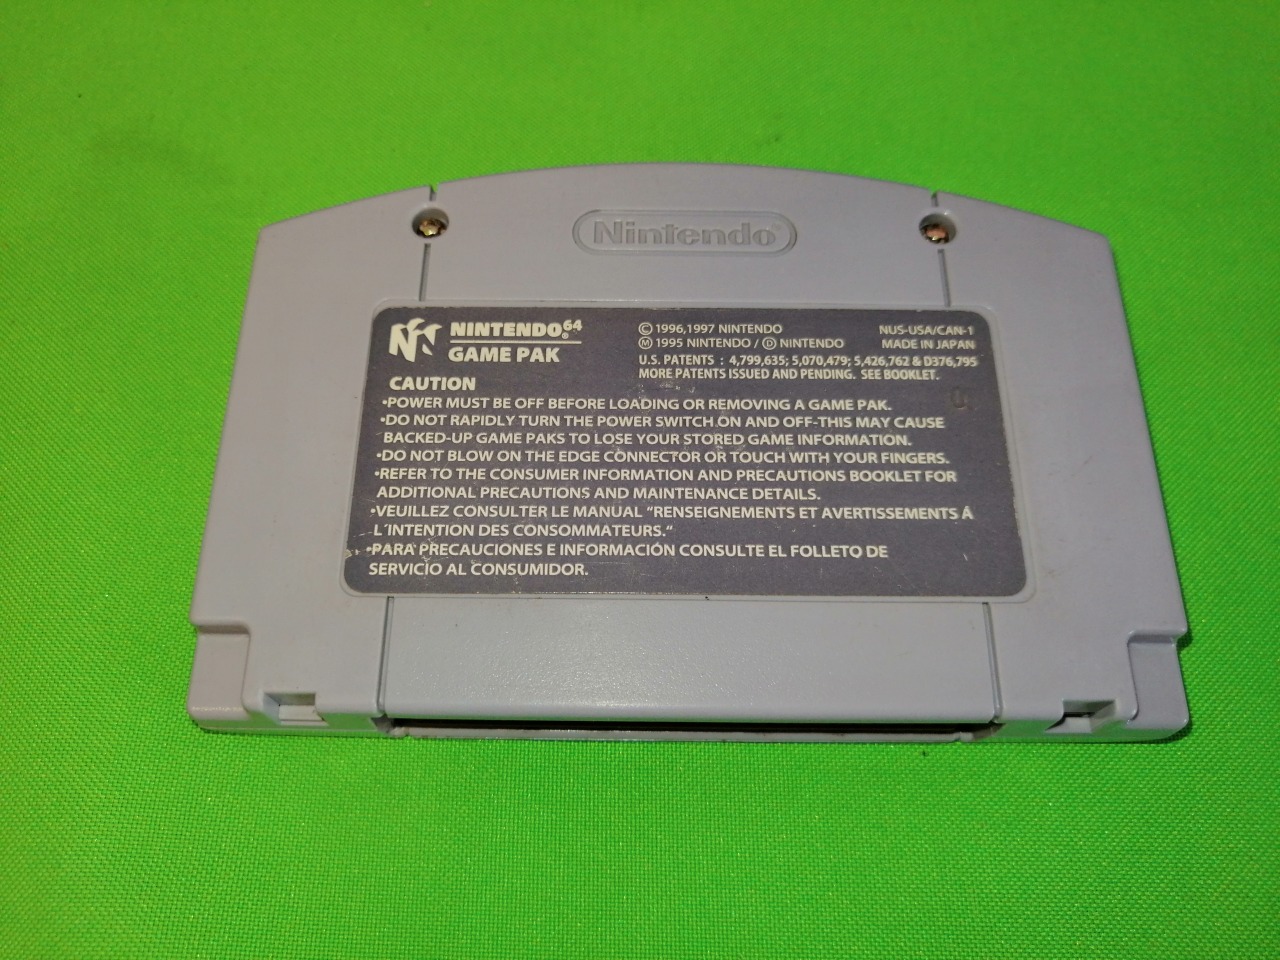 Nintendo
NINTENDO⁶⁴®
GAME PAK
© 1996,1997 NINTENDO
Ⓜ 1995 NINTENDO / Ⓓ NINTENDO
NUS-USA/CAN-1
MADE IN JAPAN
U.S. PATENTS : 4,799,635; 5,070,479; 5,426,762 & D376,795
MORE PATENTS ISSUED AND PENDING. SEE BOOKLET.
CAUTION
•POWER MUST BE OFF BEFORE LOADING OR REMOVING A GAME PAK.
•DO NOT RAPIDLY TURN THE POWER SWITCH ON AND OFF-THIS MAY CAUSE
BACKED-UP GAME PAKS TO LOSE YOUR STORED GAME INFORMATION.
•DO NOT BLOW ON THE EDGE CONNECTOR OR TOUCH WITH YOUR FINGERS.
•REFER TO THE CONSUMER INFORMATION AND PRECAUTIONS BOOKLET FOR
ADDITIONAL PRECAUTIONS AND MAINTENANCE DETAILS.
•VEUILLEZ CONSULTER LE MANUAL "RENSEIGNEMENTS ET AVERTISSEMENTS Á
L´INTENTION DES CONSOMMATEURS."
•PARA PRECAUCIONES E INFORMACIÓN CONSULTE EL FOLLETO DE
SERVICIO AL CONSUMIDOR.